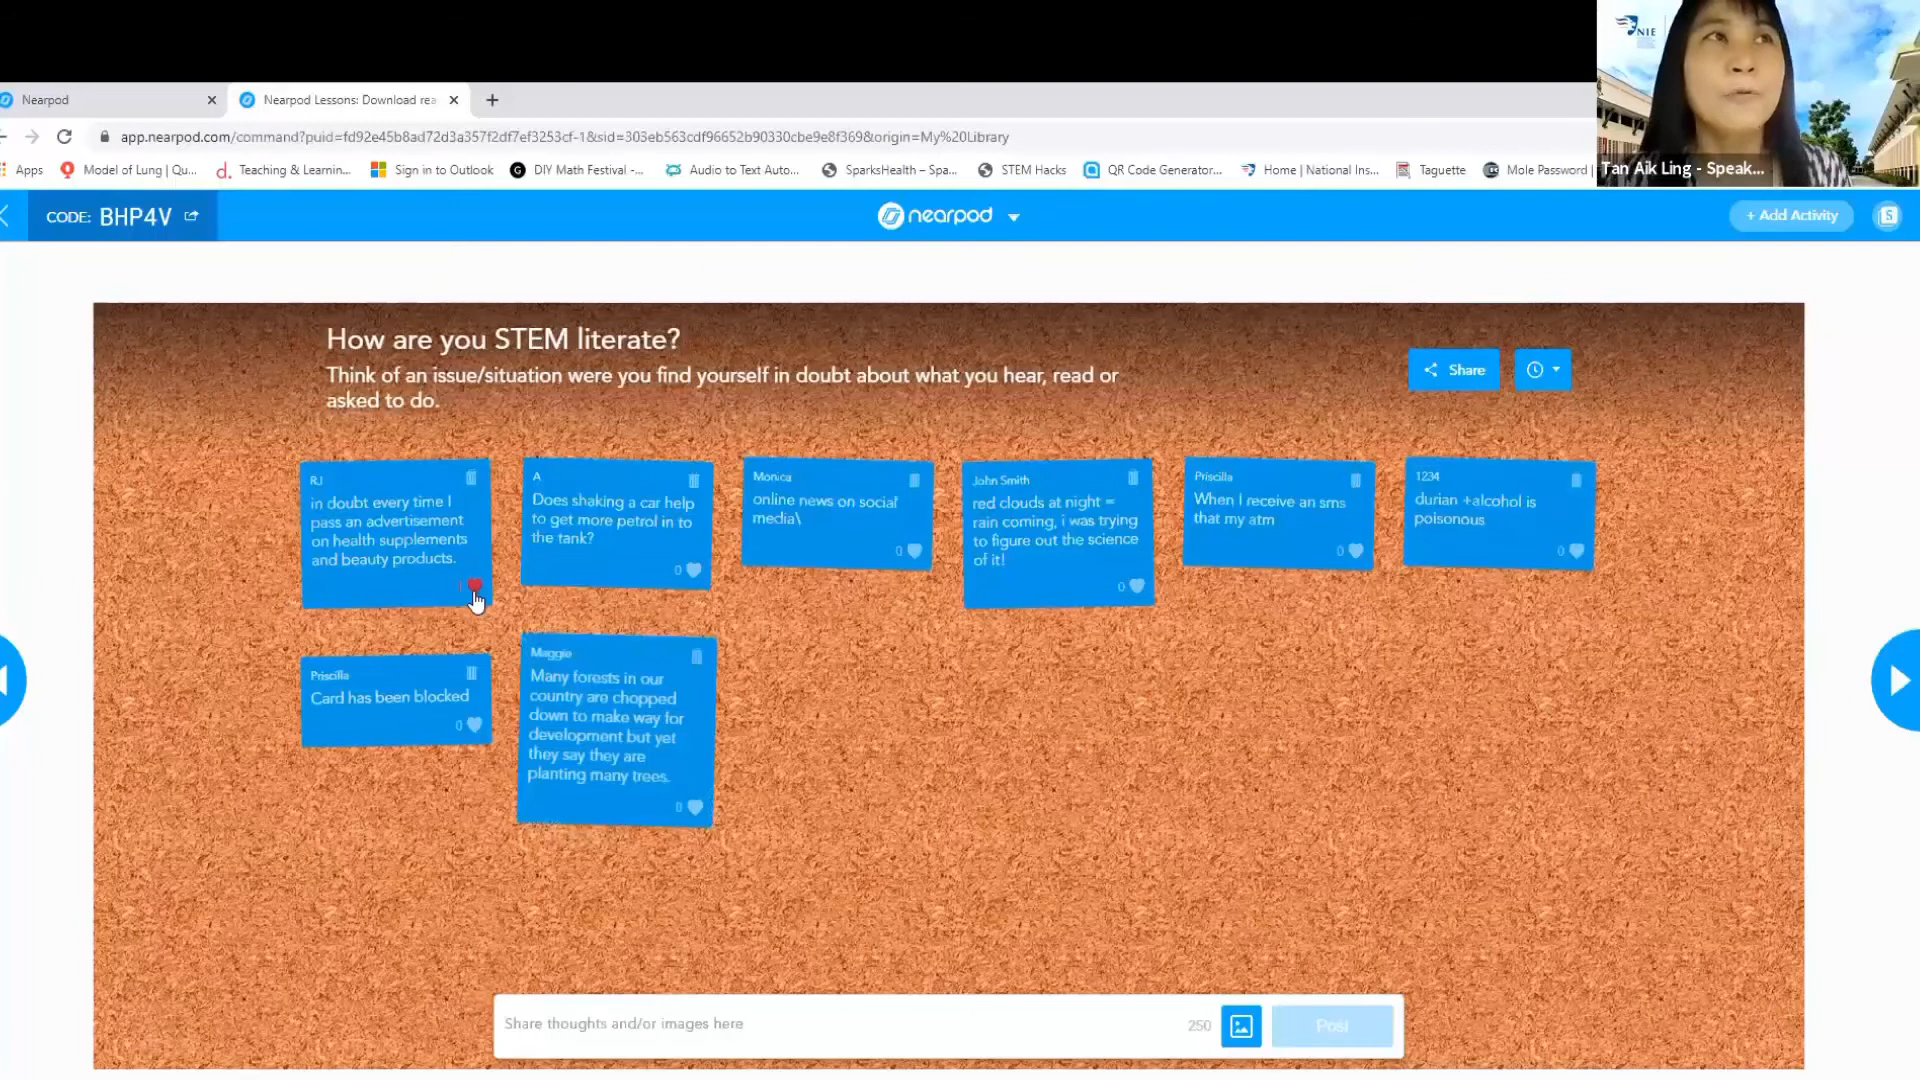 Nearpod
Nearpod Lessons: Download rea
app.nearpod.com/command?puid=fd92e45b8ad72d3a357f2df7ef3253cf-1&sid=303eb563cdf96652b90330cbe9e8f369&origin=My%20Library
Apps
Model of Lung | Qu...
Teaching & Learnin...
Sign in to Outlook
DIY Math Festival -...
Audio to Text Auto...
SparksHealth – Spa...
STEM Hacks
QR Code Generator...
Home | National Ins...
Taguette
Mole Password |
NIE
Tan Aik Ling - Speak...
CODE: BHP4V
nearpod
+ Add Activity
S
How are you STEM literate?
Think of an issue/situation were you find yourself in doubt about what you hear, read or
asked to do.
Share
RJ
in doubt every time I
pass an advertisement
on health supplements
and beauty products.
1
A
Does shaking a car help
to get more petrol in to
the tank?
0
Monica
online news on social
media\
0
John Smith
red clouds at night =
rain coming, i was trying
to figure out the science
of it!
0
Priscilla
When I receive an sms
that my atm
0
1234
durian +alcohol is
poisonous
0
Priscilla
Card has been blocked
0
Maggie
Many forests in our
country are chopped
down to make way for
development but yet
they say they are
planting many trees.
0
Share thoughts and/or images here
250
Post